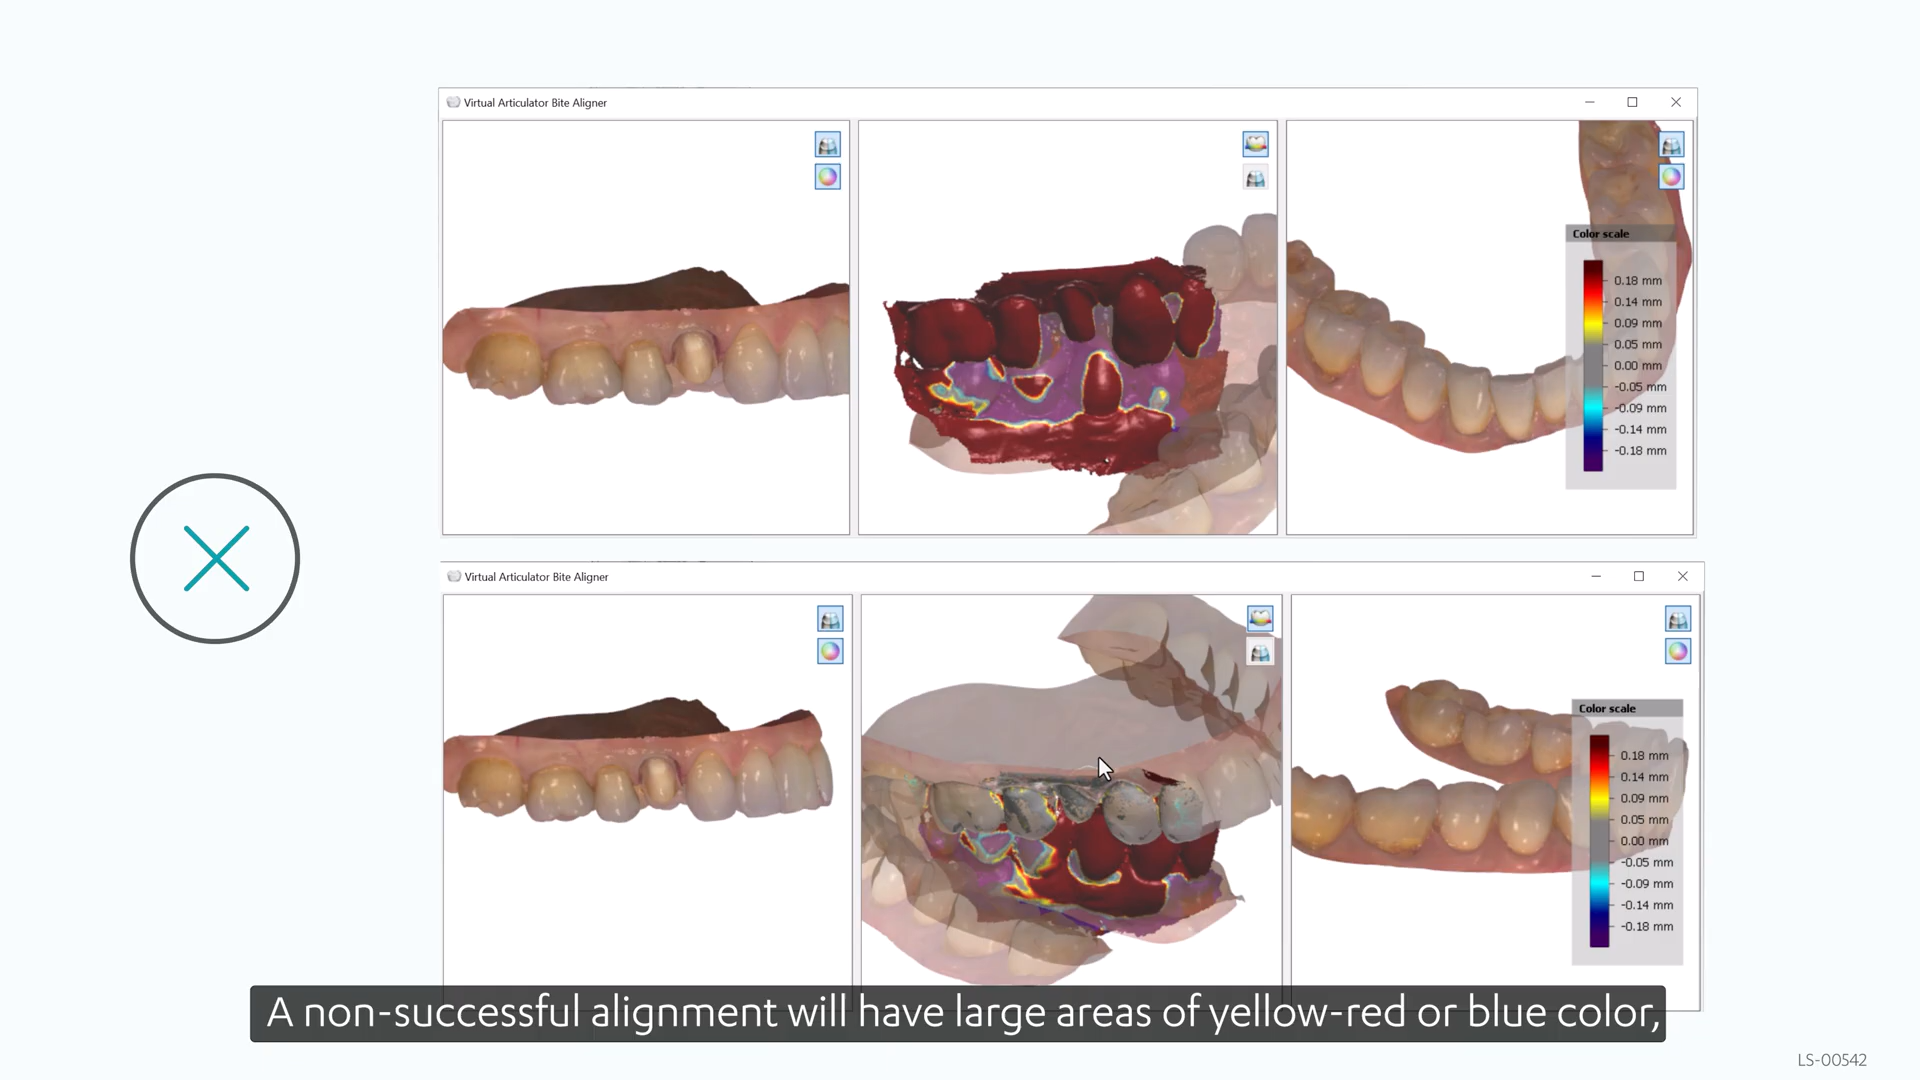 Virtual Articulator Bite Aligner
Color scale
0.18 mm
0.14 mm
0.09 mm
0.05 mm
0.00 mm
-0.05 mm
-0.09 mm
-0.14 mm
-0.18 mm
Virtual Articulator Bite Aligner
Color scale
0.18 mm
0.14 mm
0.09 mm
0.05 mm
0.00 mm
-0.05 mm
-0.09 mm
-0.14 mm
-0.18 mm
A non-successful alignment will have large areas of yellow-red or blue color,
LS-00542